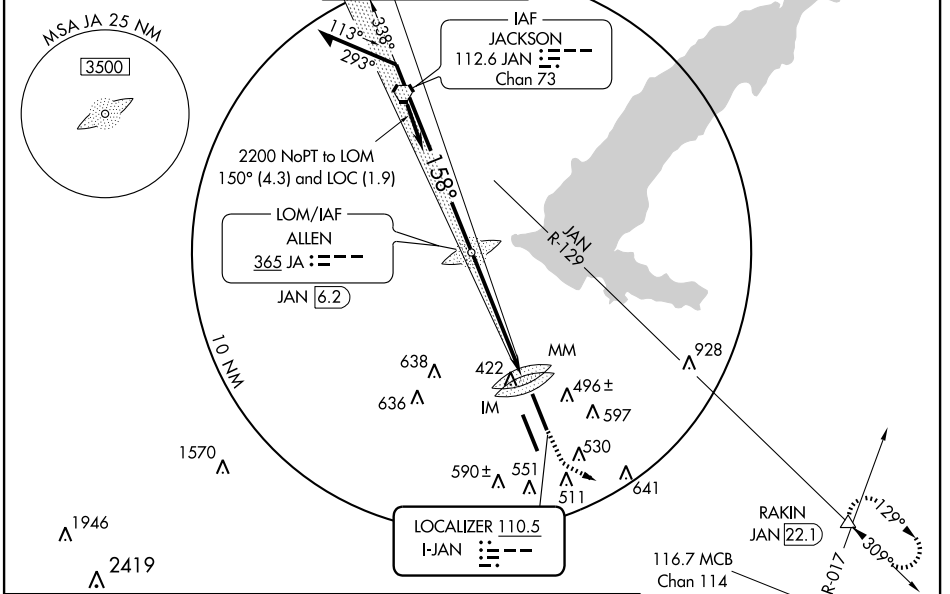 MSA JA 25 NM
3500
113°
293°
338°
IAF
JACKSON
112.6 JAN
Chan 73
2200 NoPT to LOM
150° (4.3) and LOC (1.9)
158°
LOM/IAF
ALLEN
365 JA
JAN 6.2
JAN
R-129
10 NM
638
636
422
MM
IM
496±
597
928
530
590±
551
511
641
1570
1946
2419
LOCALIZER 110.5
I-JAN
RAKIN
JAN 22.1
129°
309°
116.7 MCB
Chan 114
R-017